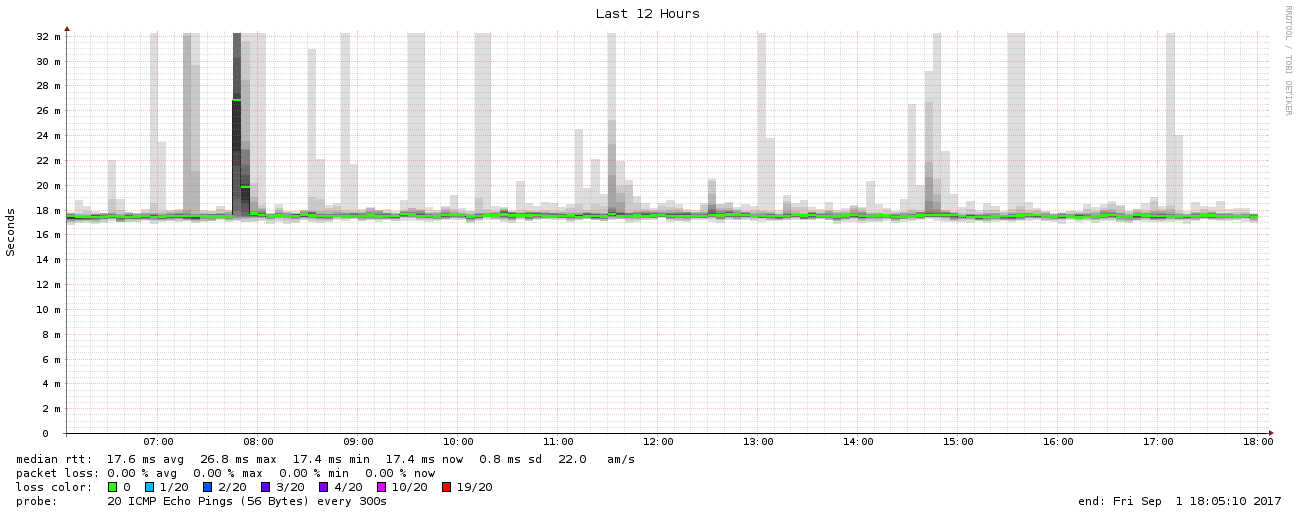 Last 12 Hours
RRDTOOL / TOBI OETIKER
Seconds
32 m
30 m
28 m
26 m
24 m
22 m
20 m
18 m
16 m
14 m
12 m
10 m
8 m
6 m
4 m
2 m
0
07:00 08:00 09:00 10:00 11:00 12:00 13:00 14:00 15:00 16:00 17:00 18:00
median rtt: 17.6 ms avg 26.8 ms max 17.4 ms min 17.4 ms now 0.8 ms sd 22.0 am/s
packet loss: 0.00 % avg 0.00 % max 0.00 % min 0.00 % now
loss color: 0 1/20 2/20 3/20 4/20 10/20 19/20
probe: 20 ICMP Echo Pings (56 Bytes) every 300s end: Fri Sep 1 18:05:10 2017